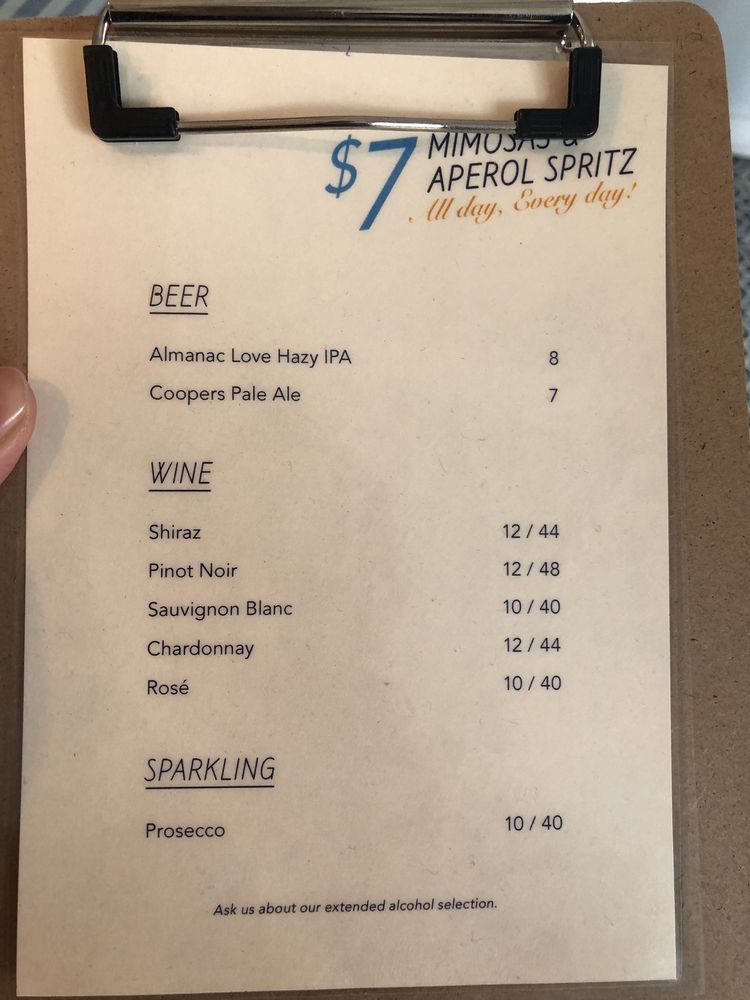 $7 MIMOSAS &
APEROL SPRITZ
All day, Every day!
BEER
Almanac Love Hazy IPA 8
Coopers Pale Ale 7
WINE
Shiraz 12 / 44
Pinot Noir 12 / 48
Sauvignon Blanc 10 / 40
Chardonnay 12 / 44
Rosé 10 / 40
SPARKLING
Prosecco 10 / 40
Ask us about our extended alcohol selection.